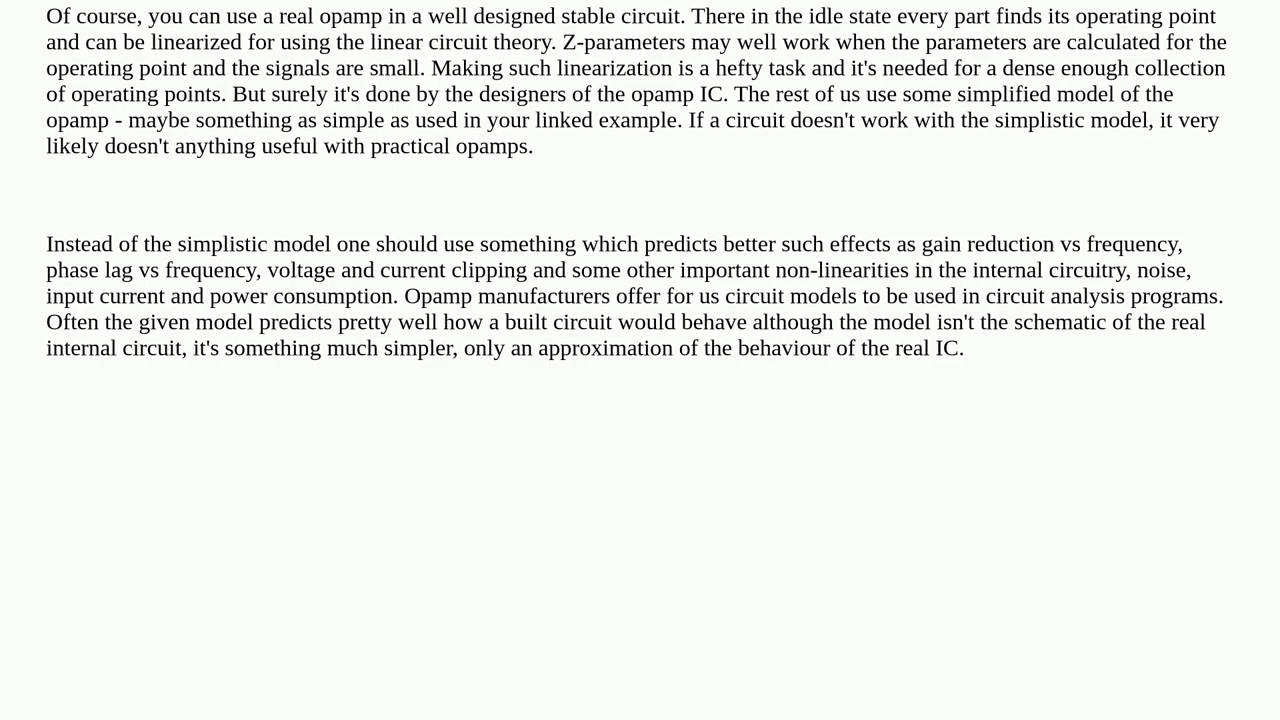 Of course, you can use a real opamp in a well designed stable circuit. There in the idle state every part finds its operating point
and can be linearized for using the linear circuit theory. Z-parameters may well work when the parameters are calculated for the
operating point and the signals are small. Making such linearization is a hefty task and it's needed for a dense enough collection
of operating points. But surely it's done by the designers of the opamp IC. The rest of us use some simplified model of the
opamp - maybe something as simple as used in your linked example. If a circuit doesn't work with the simplistic model, it very
likely doesn't anything useful with practical opamps.
Instead of the simplistic model one should use something which predicts better such effects as gain reduction vs frequency,
phase lag vs frequency, voltage and current clipping and some other important non-linearities in the internal circuitry, noise,
input current and power consumption. Opamp manufacturers offer for us circuit models to be used in circuit analysis programs.
Often the given model predicts pretty well how a built circuit would behave although the model isn't the schematic of the real
internal circuit, it's something much simpler, only an approximation of the behaviour of the real IC.